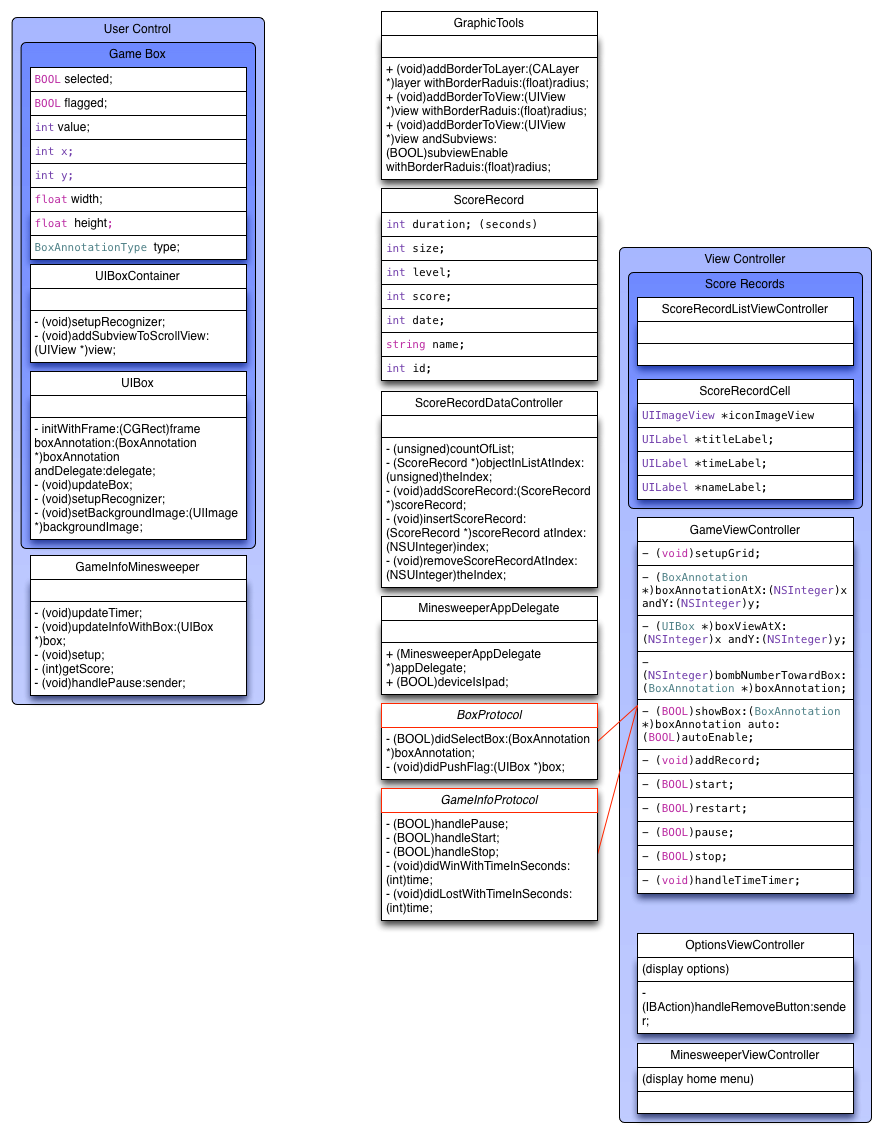 User Control
Game Box
BOOL selected;
BOOL flagged;
int value;
int x;
int y;
float width;
float height;
BoxAnnotationType type;
UIBoxContainer
- (void)setupRecognizer;
- (void)addSubviewToScrollView:
(UIView *)view;
UIBox
- initWithFrame:(CGRect)frame
boxAnnotation:(BoxAnnotation
*)boxAnnotation
andDelegate:delegate;
- (void)updateBox;
- (void)setupRecognizer;
- (void)setBackgroundImage:(UIImage
*)backgroundImage;
GameInfoMinesweeper
- (void)updateTimer;
- (void)updateInfoWithBox:(UIBox
*)box;
- (void)setup;
- (int)getScore;
- (void)handlePause:sender;
GraphicTools
+ (void)addBorderToLayer:(CALayer
*)layer withBorderRaduis:(float)radius;
+ (void)addBorderToView:(UIView
*)view withBorderRaduis:(float)radius;
+ (void)addBorderToView:(UIView
*)view andSubviews:
(BOOL)subviewEnable
withBorderRaduis:(float)radius;
ScoreRecord
int duration; (seconds)
int size;
int level;
int score;
int date;
string name;
int id;
ScoreRecordDataController
- (unsigned)countOfList;
- (ScoreRecord *)objectInListAtIndex:
(unsigned)theIndex;
- (void)addScoreRecord:(ScoreRecord
*)scoreRecord;
- (void)insertScoreRecord:
(ScoreRecord *)scoreRecord atIndex:
(NSUInteger)index;
- (void)removeScoreRecordAtIndex:
(NSUInteger)theIndex;
MinesweeperAppDelegate
+ (MinesweeperAppDelegate
*)appDelegate;
+ (BOOL)deviceIsIpad;
BoxProtocol
- (BOOL)didSelectBox:(BoxAnnotation
*)boxAnnotation;
- (void)didPushFlag:(UIBox *)box;
GameInfoProtocol
- (BOOL)handlePause;
- (BOOL)handleStart;
- (BOOL)handleStop;
- (void)didWinWithTimeInSeconds:
(int)time;
- (void)didLostWithTimeInSeconds:
(int)time;
View Controller
Score Records
ScoreRecordListViewController
ScoreRecordCell
UIImageView *iconImageView
UILabel *titleLabel;
UILabel *timeLabel;
UILabel *nameLabel;
GameViewController
- (void)setupGrid;
- (BoxAnnotation
*)boxAnnotationAtX:(NSInteger)x
andY:(NSInteger)y;
- (UIBox *)boxViewAtX:
(NSInteger)x andY:(NSInteger)y;
-
(NSInteger)bombNumberTowardBox:
(BoxAnnotation *)boxAnnotation;
- (BOOL)showBox:(BoxAnnotation
*)boxAnnotation auto:
(BOOL)autoEnable;
- (void)addRecord;
- (BOOL)start;
- (BOOL)restart;
- (BOOL)pause;
- (BOOL)stop;
- (void)handleTimeTimer;
OptionsViewController
(display options)
-
(IBAction)handleRemoveButton:sende
r;
MinesweeperViewController
(display home menu)